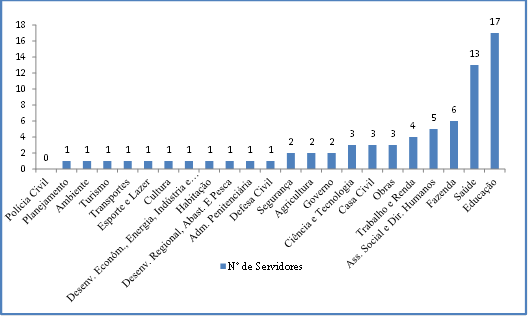 18
16
14
12
10
8
6
4
2
0
0
1
1
1
1
1
1
1
1
1
1
1
2
2
2
3
3
3
4
5
6
13
17
Polícia Civil
Planejamento
Ambiente
Turismo
Transportes
Esporte e Lazer
Cultura
Desenv. Econôm., Energia, Indústria e...
Habitação
Desenv. Regional, Abast. E Pesca
Adm. Penitenciária
Defesa Civil
Segurança
Agricultura
Governo
Ciência e Tecnologia
Casa Civil
Obras
Trabalho e Renda
Ass. Social e Dir. Humanos
Fazenda
Saúde
Educação
Nº de Servidores